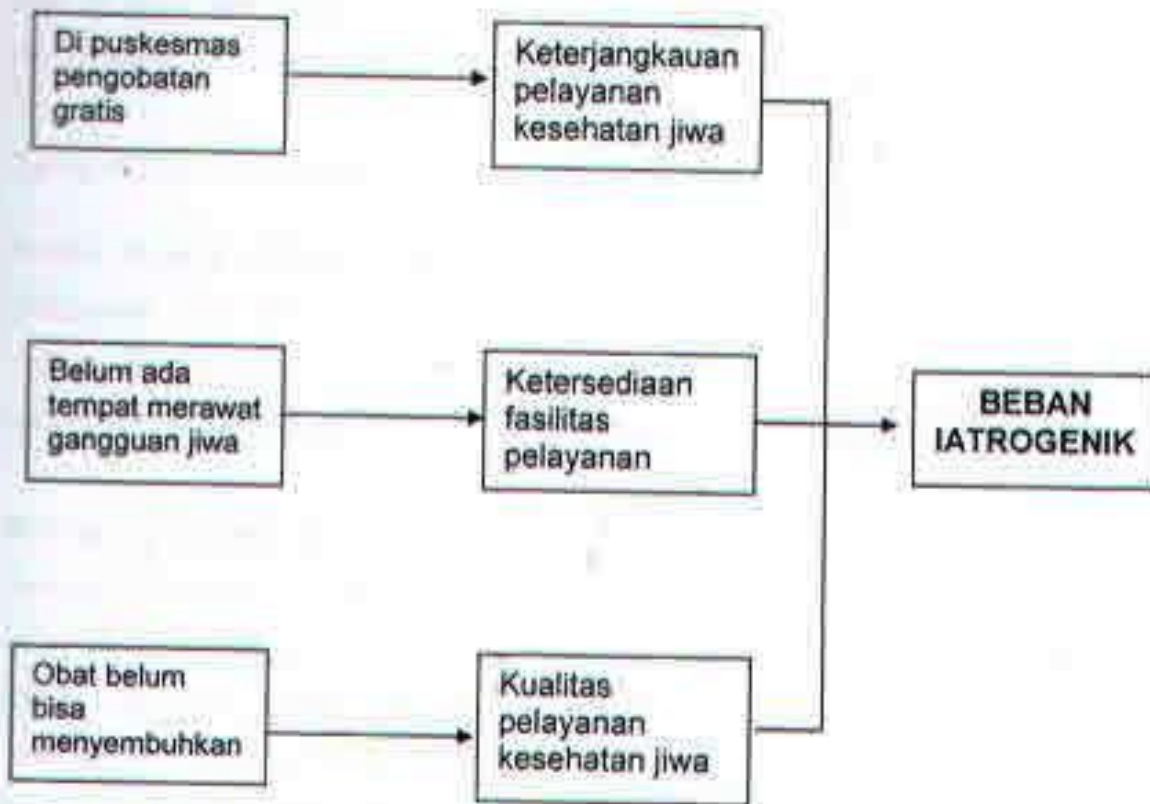 Di puskesmas
pengobatan
gratis
Keterjangkauan
pelayanan
kesehatan jiwa
Belum ada
tempat merawat
gangguan jiwa
Ketersediaan
fasilitas
pelayanan
BEBAN
IATROGENIK
Obat belum
bisa
menyembuhkan
Kualitas
pelayanan
kesehatan jiwa